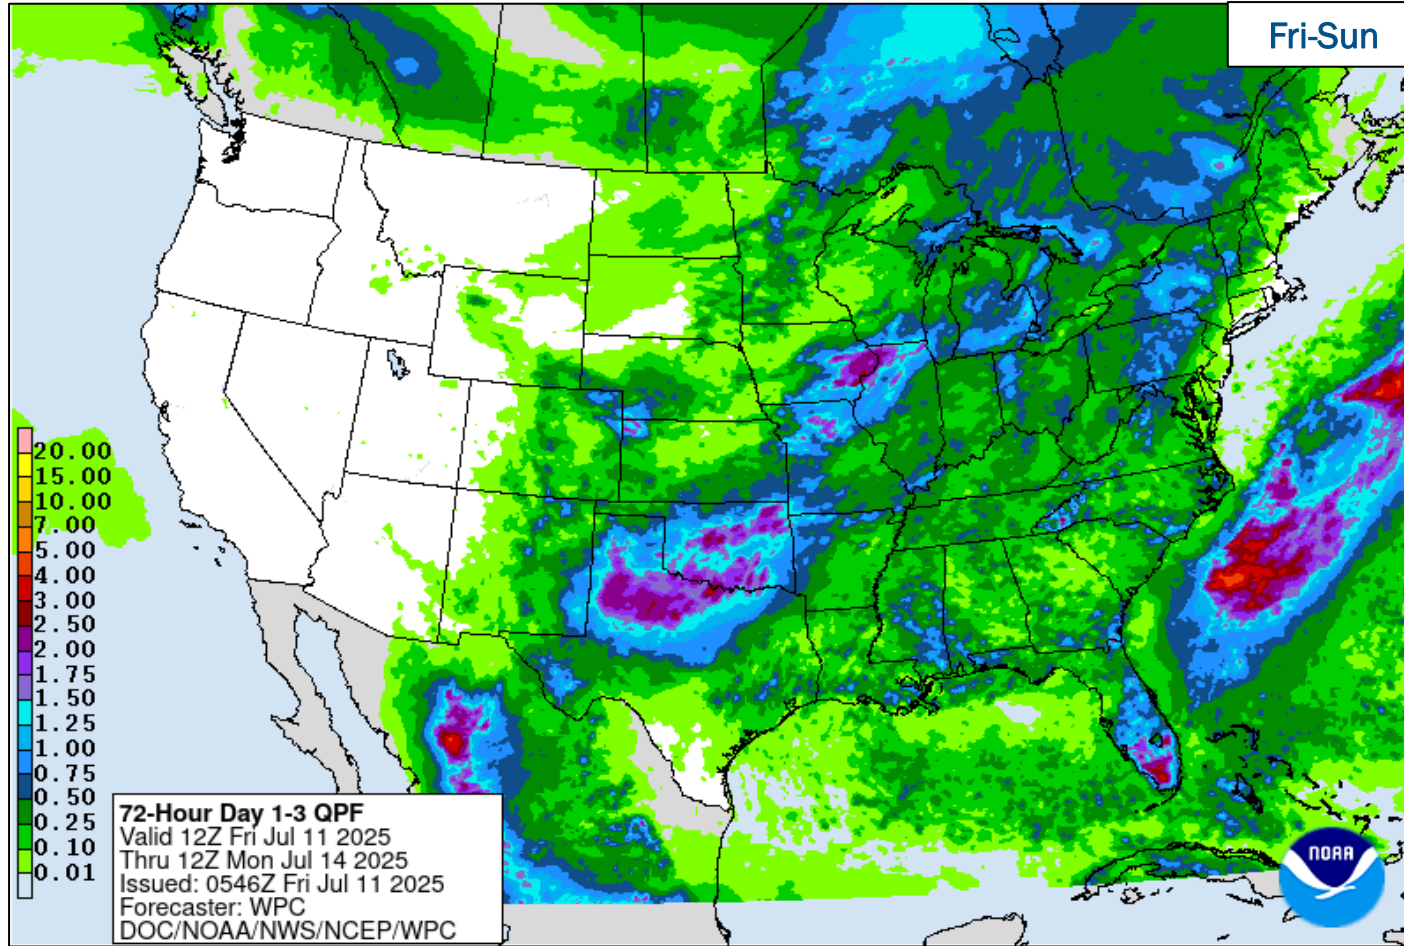 Fri-Sun
20.00
15.00
10.00
7.00
5.00
4.00
3.00
2.50
2.00
1.75
1.50
1.25
1.00
0.75
0.50
0.25
0.10
0.01
72-Hour Day 1-3 QPF
Valid 12Z Fri Jul 11 2025
Thru 12Z Mon Jul 14 2025
Issued: 0546Z Fri Jul 11 2025
Forecaster: WPC
DOC/NOAA/NWS/NCEP/WPC
NOAA